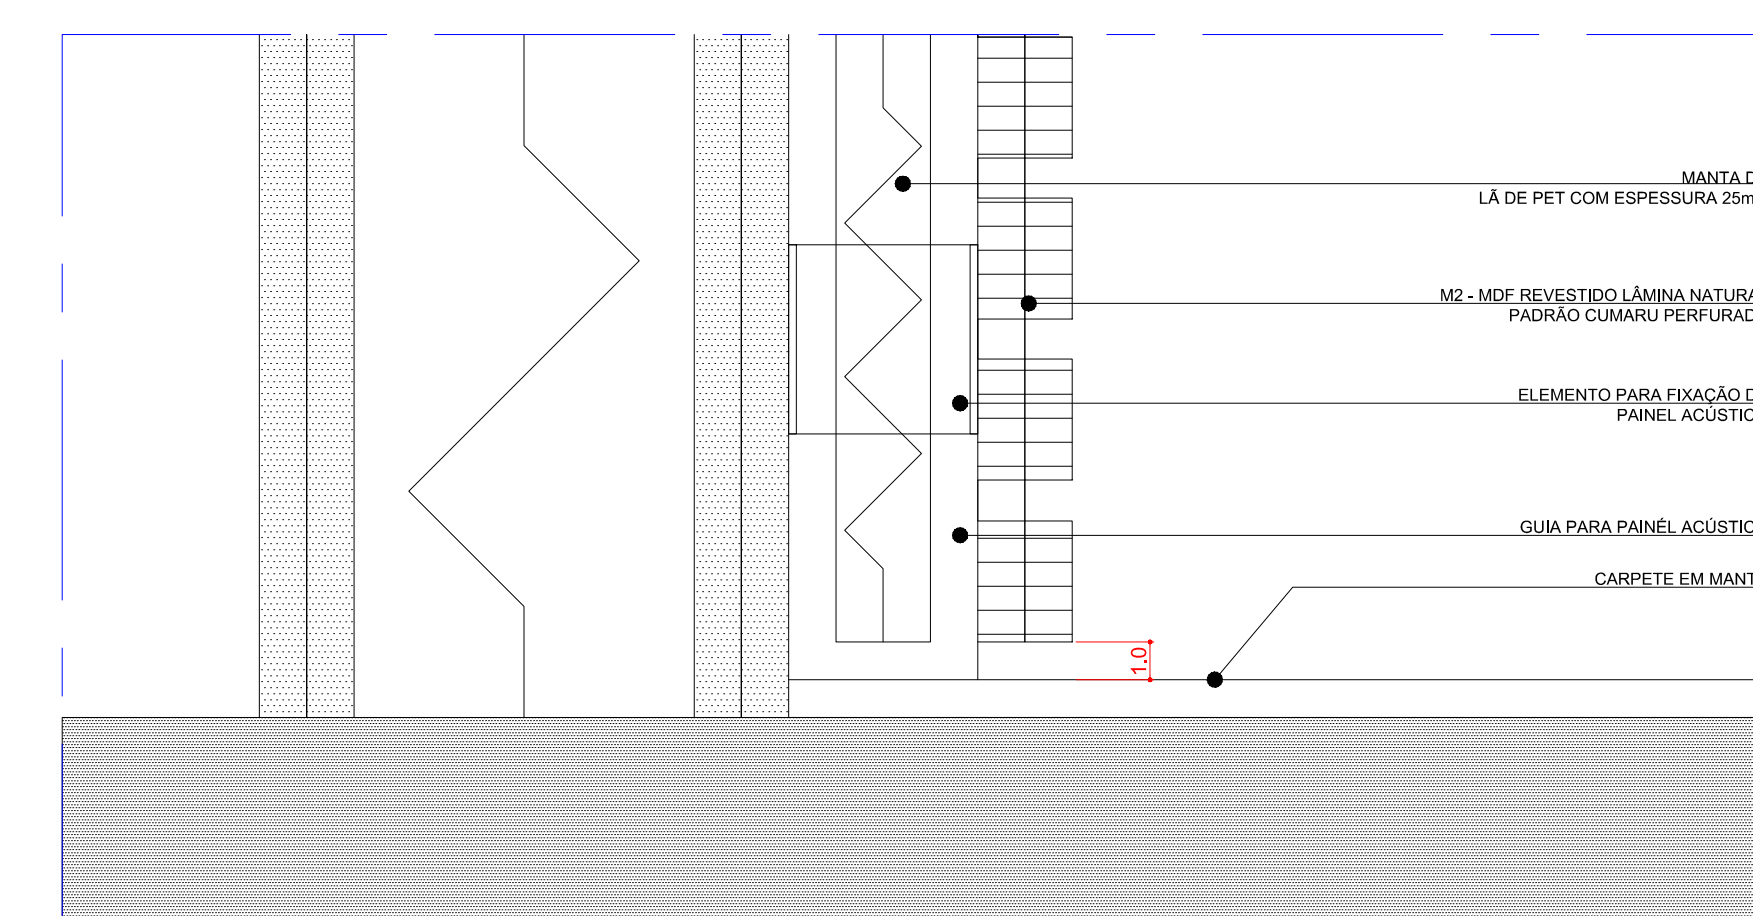 MANTA
LÃ DE PET COM ESPESSURA 25m
M2 - MDF REVESTIDO LÂMINA NATURA
PADRÃO CUMARU PERFURAD
ELEMENTO PARA FIXAÇÃO
PAINEL ACÚSTIC
GUIA PARA PAINÉL ACÚSTIC
CARPETE EM MANT
1.0